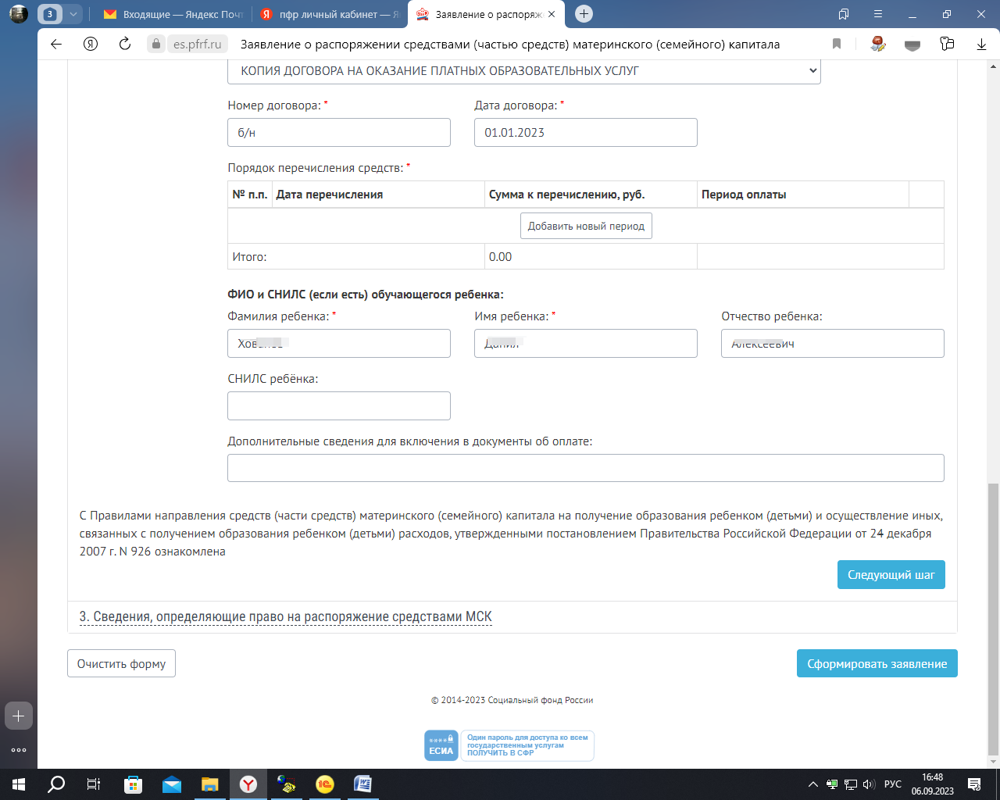 3
Входящие — Яндекс Почт
пфр личный кабинет — Я
Заявление о распоряж
es.pfrf.ru
Заявление о распоряжении средствами (частью средств) материнского (семейного) капитала
КОПИЯ ДОГОВОРА НА ОКАЗАНИЕ ПЛАТНЫХ ОБРАЗОВАТЕЛЬНЫХ УСЛУГ
Номер договора: * Дата договора: *
б/н 01.01.2023
Порядок перечисления средств: *
№ п.п. Дата перечисления Сумма к перечислению, руб. Период оплаты
Добавить новый период
Итого: 0.00
ФИО и СНИЛС (если есть) обучающегося ребенка:
Фамилия ребенка: * Имя ребенка: * Отчество ребенка:
Алексеевич
СНИЛС ребёнка:
Дополнительные сведения для включения в документы об оплате:
С Правилами направления средств (части средств) материнского (семейного) капитала на получение образования ребенком (детьми) и осуществление иных,
связанных с получением образования ребенком (детьми) расходов, утвержденными постановлением Правительства Российской Федерации от 24 декабря
2007 г. N 926 ознакомлена
Следующий шаг
3. Сведения, определяющие право на распоряжение средствами МСК
Очистить форму Сформировать заявление
© 2014-2023 Социальный фонд России
ЕСИА
Один пароль для доступа ко всем
государственным услугам
ПОЛУЧИТЬ В СФР
РУС
16:48
06.09.2023